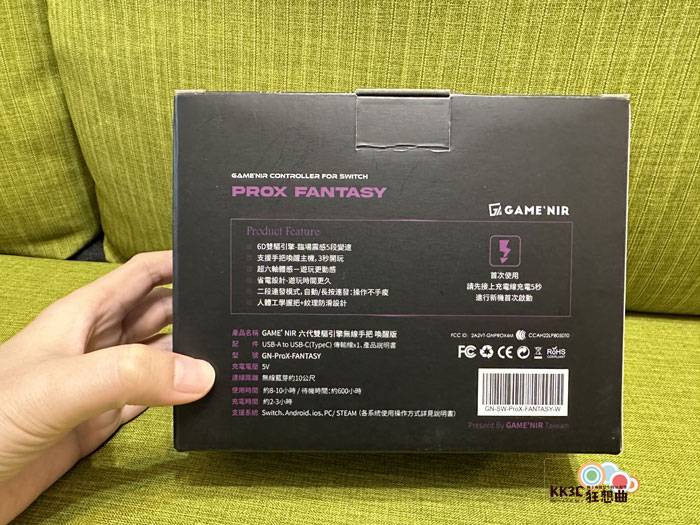 GAME'NIR CONTROLLER FOR SWITCH
PROX FANTASY
GAME'NIR
Product Feature
6D雙驅引擎-臨場震感5段變速
支援手把喚醒主機,3秒開玩
超六軸體感－遊玩更動感
省電設計-遊玩時間更久
二段連發模式,自動/長按連發:操作不手痠
人體工學握把+紋理防滑設計
首次使用
請先接上充電線充電5秒
進行新機首次啟動
產品名稱 GAME' NIR 六代雙驅引擎無線手把 喚醒版
配 件 USB-A to USB-C(TypeC) 傳輸線x1、產品說明書
型 號 GN-ProX-FANTASY
充電電壓 5V
連線距離 無線藍芽約10公尺
使用時間 約8-10小時 / 待機時間:約600小時
充電時間 約2-3小時
支援系統 Switch、Android、ios、PC/ STEAM (各系統使用操作方式詳見說明書)
FCC ID: 2A2VT-GNPROX6M CCAH22LP8050T0
FC CE RoHS
COMPLIANT
GN-SW-ProX-FANTASY-W
Present By GAME'NIR Taiwan
KK3C
狂想曲